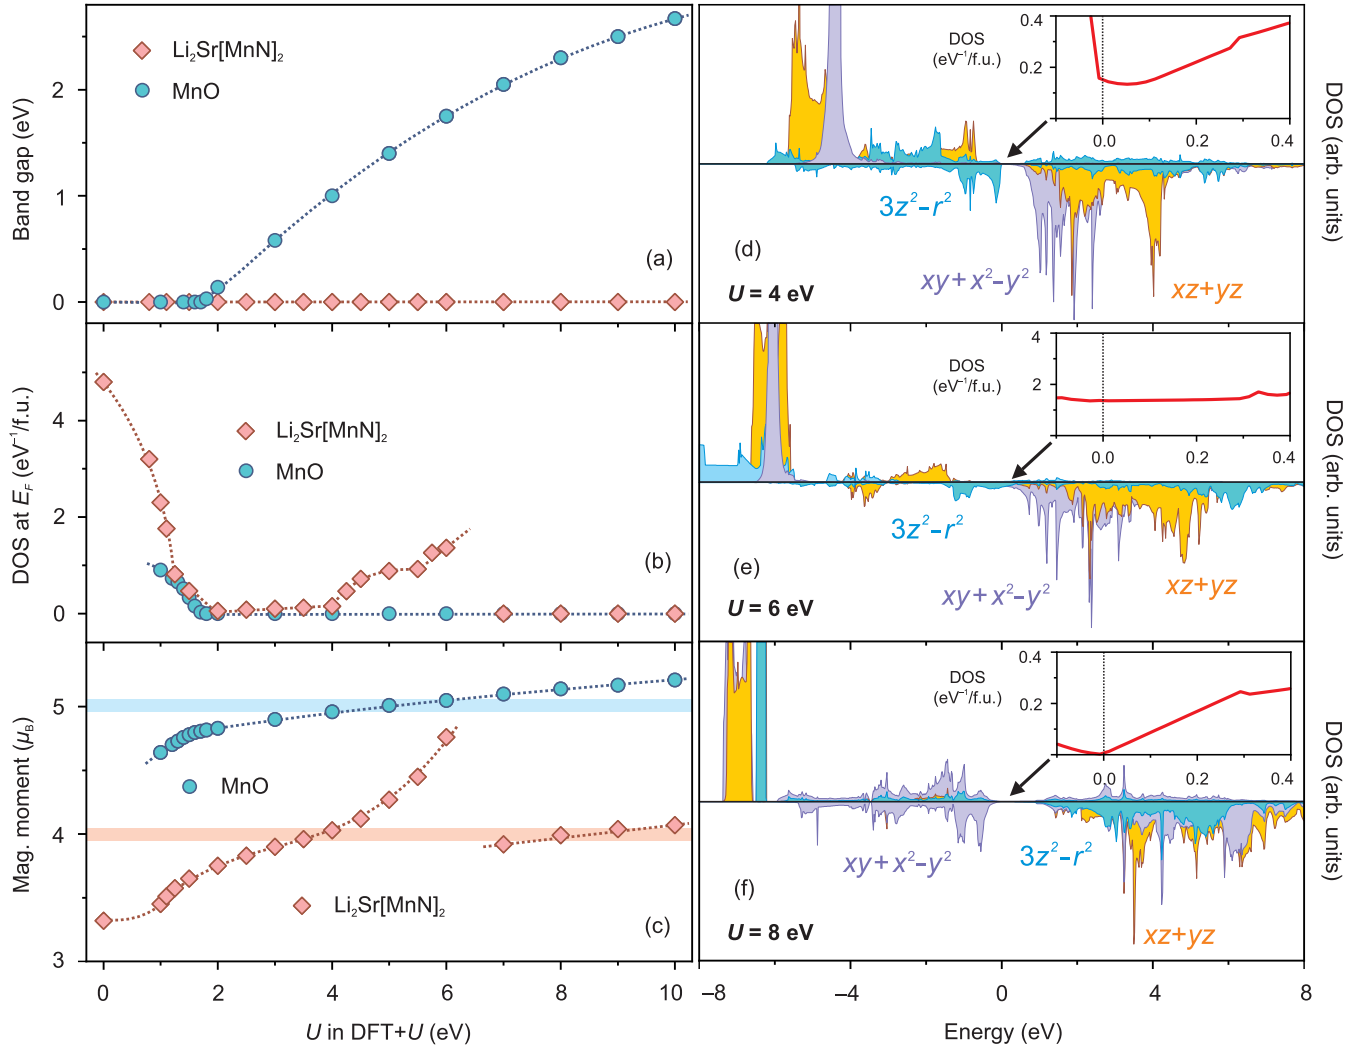 Li₂Sr[MnN]₂
MnO
Band gap (eV)
2
1
0
(a)
DOS at E_F (eV⁻¹/f.u.)
4
2
0
Li₂Sr[MnN]₂
MnO
(b)
Mag. moment (μ_B)
5
4
3
MnO
Li₂Sr[MnN]₂
(c)
0 2 4 6 8 10
U in DFT+U (eV)
DOS
(eV⁻¹/f.u.)
0.4
0.2
0.0 0.2 0.4
3z²–r²
(d)
xy+x²–y²
xz+yz
U = 4 eV
DOS (arb. units)
DOS
(eV⁻¹/f.u.)
4
2
0.0 0.2 0.4
3z²–r²
(e)
xy+x²–y²
xz+yz
U = 6 eV
DOS (arb. units)
DOS
(eV⁻¹/f.u.)
0.4
0.2
0.0 0.2 0.4
xy+x²–y²
3z²–r²
(f)
U = 8 eV
xz+yz
DOS (arb. units)
–8 –4 0 4 8
Energy (eV)